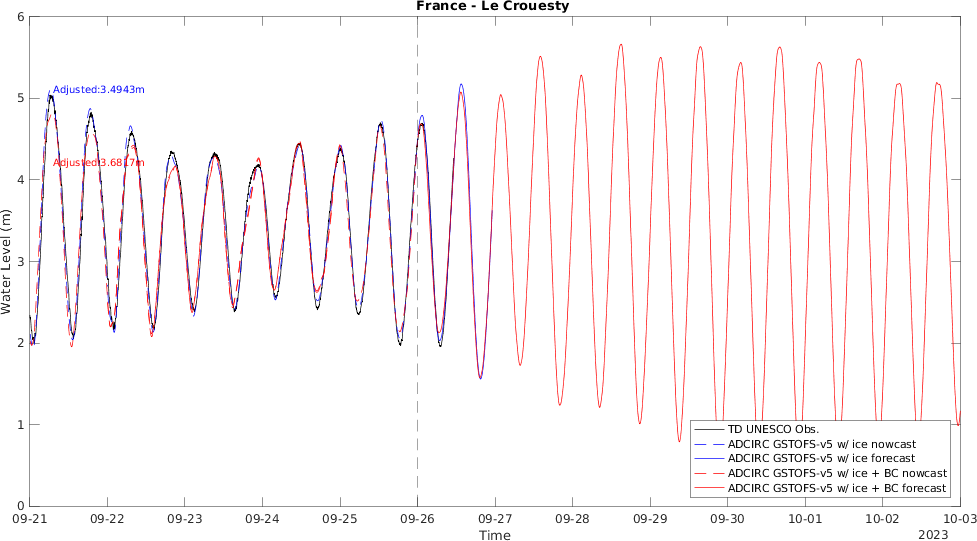 France - Le Crouesty
6
5
4
3
2
1
0
Water Level (m)
Adjusted:3.4943m
Adjusted:3.6817m
TD UNESCO Obs.
ADCIRC GSTOFS-v5 w/ ice nowcast
ADCIRC GSTOFS-v5 w/ ice forecast
ADCIRC GSTOFS-v5 w/ ice + BC nowcast
ADCIRC GSTOFS-v5 w/ ice + BC forecast
09-21 09-22 09-23 09-24 09-25 09-26 09-27 09-28 09-29 09-30 10-01 10-02 10-03
Time
2023